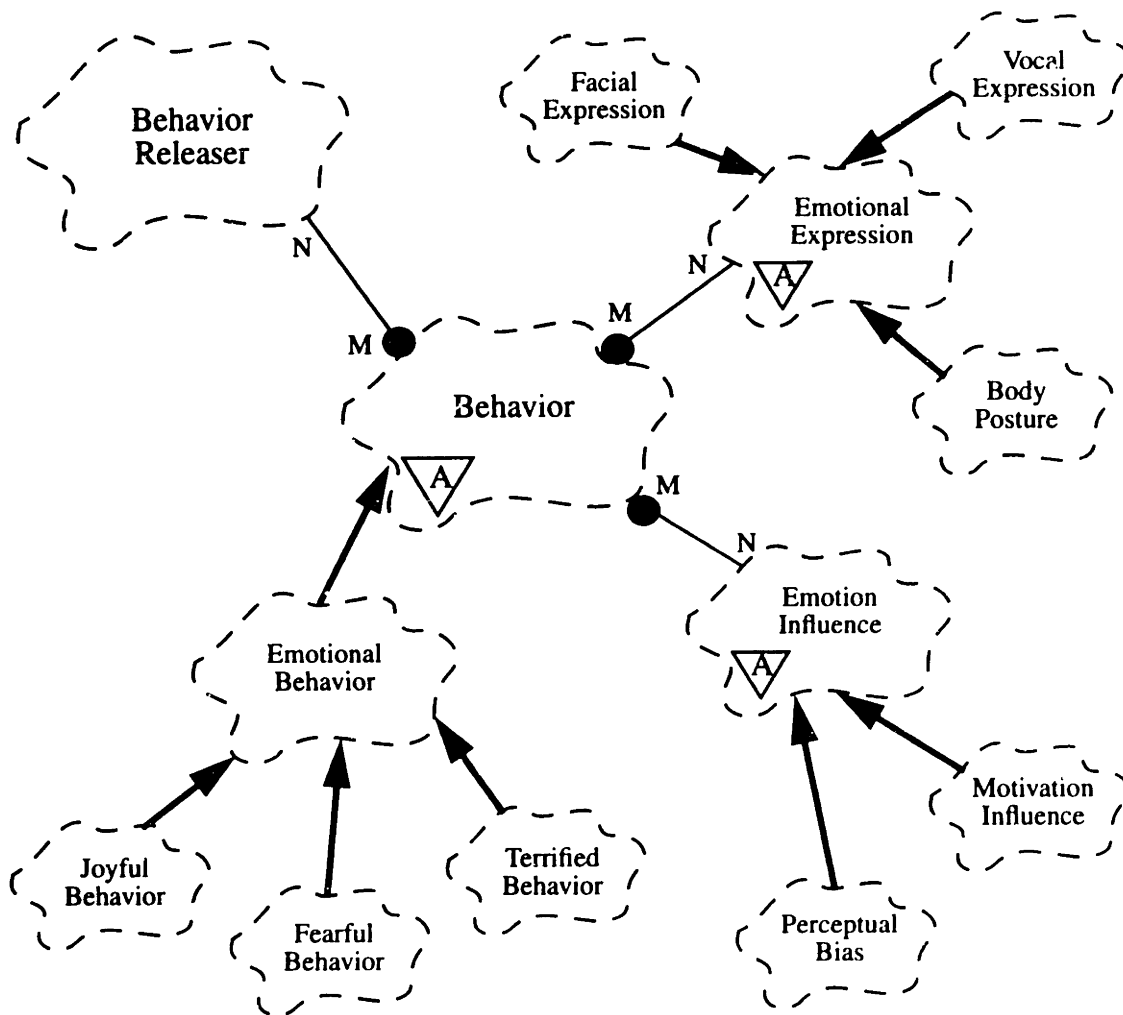 Facial
Expression
Vocal
Expression
Behavior
Releaser
Emotional
Expression
N
N
A
M
M
Behavior
Body
Posture
A
M
N
Emotion
Influence
Emotional
Behavior
A
Motivation
Influence
Joyful
Behavior
Terrified
Behavior
Fearful
Behavior
Perceptual
Bias